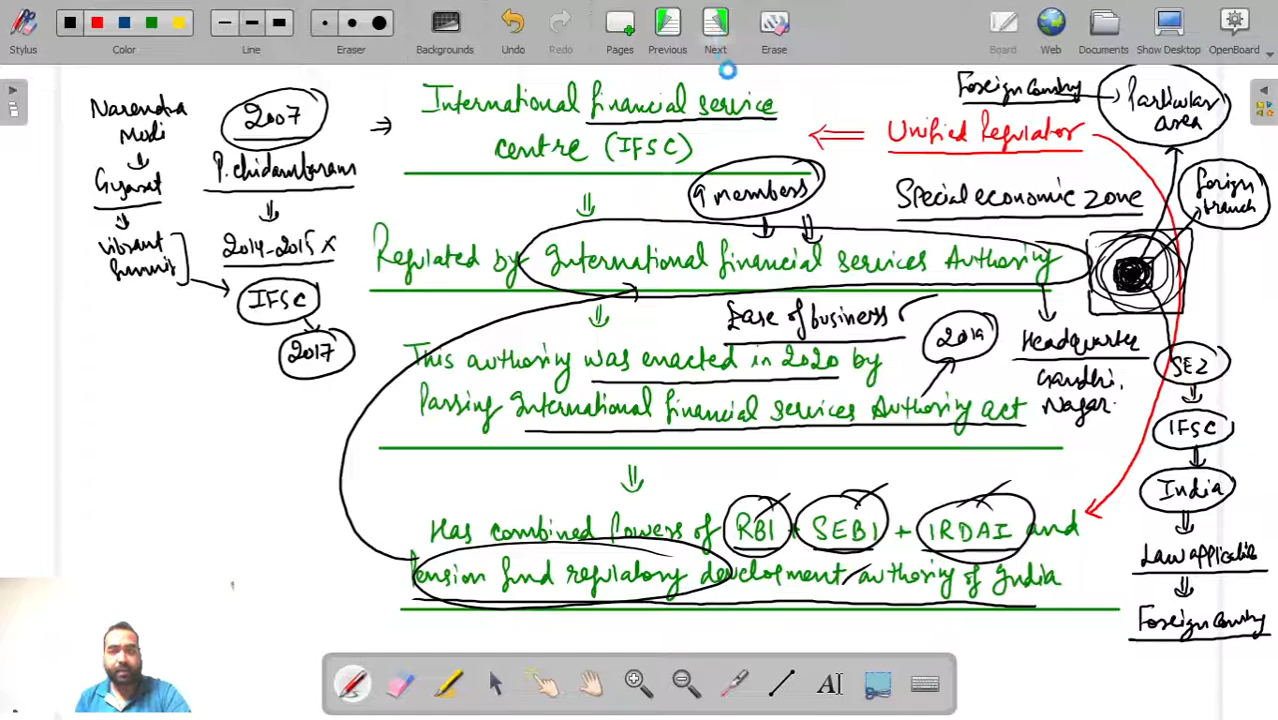 Stylus
Color
Line
Eraser
Backgrounds
Undo
Redo
Pages
Previous
Next
Erase
Board
Web
Documents
Show Desktop
OpenBoard
Narendra
Modi
Gujarat
Vibrant
Summit
2007
P. Chidambaram
2014-2015 x
IFSC
2017
International financial service
centre (IFSC)
Unified Regulator
Foreign Country
Particular
area
9 members
Special economic zone
foreign
branch
Regulated by International financial services Authority
Ease of business
2019
Headquarter
Gandhi
Nagar
This authority was enacted in 2020 by
Passing International financial services Authority act
SEZ
IFSC
India
Law applicable
Foreign Country
Has combined Powers of RBI + SEBI + IRDAI and
Pension fund regulatory develoment authority of India